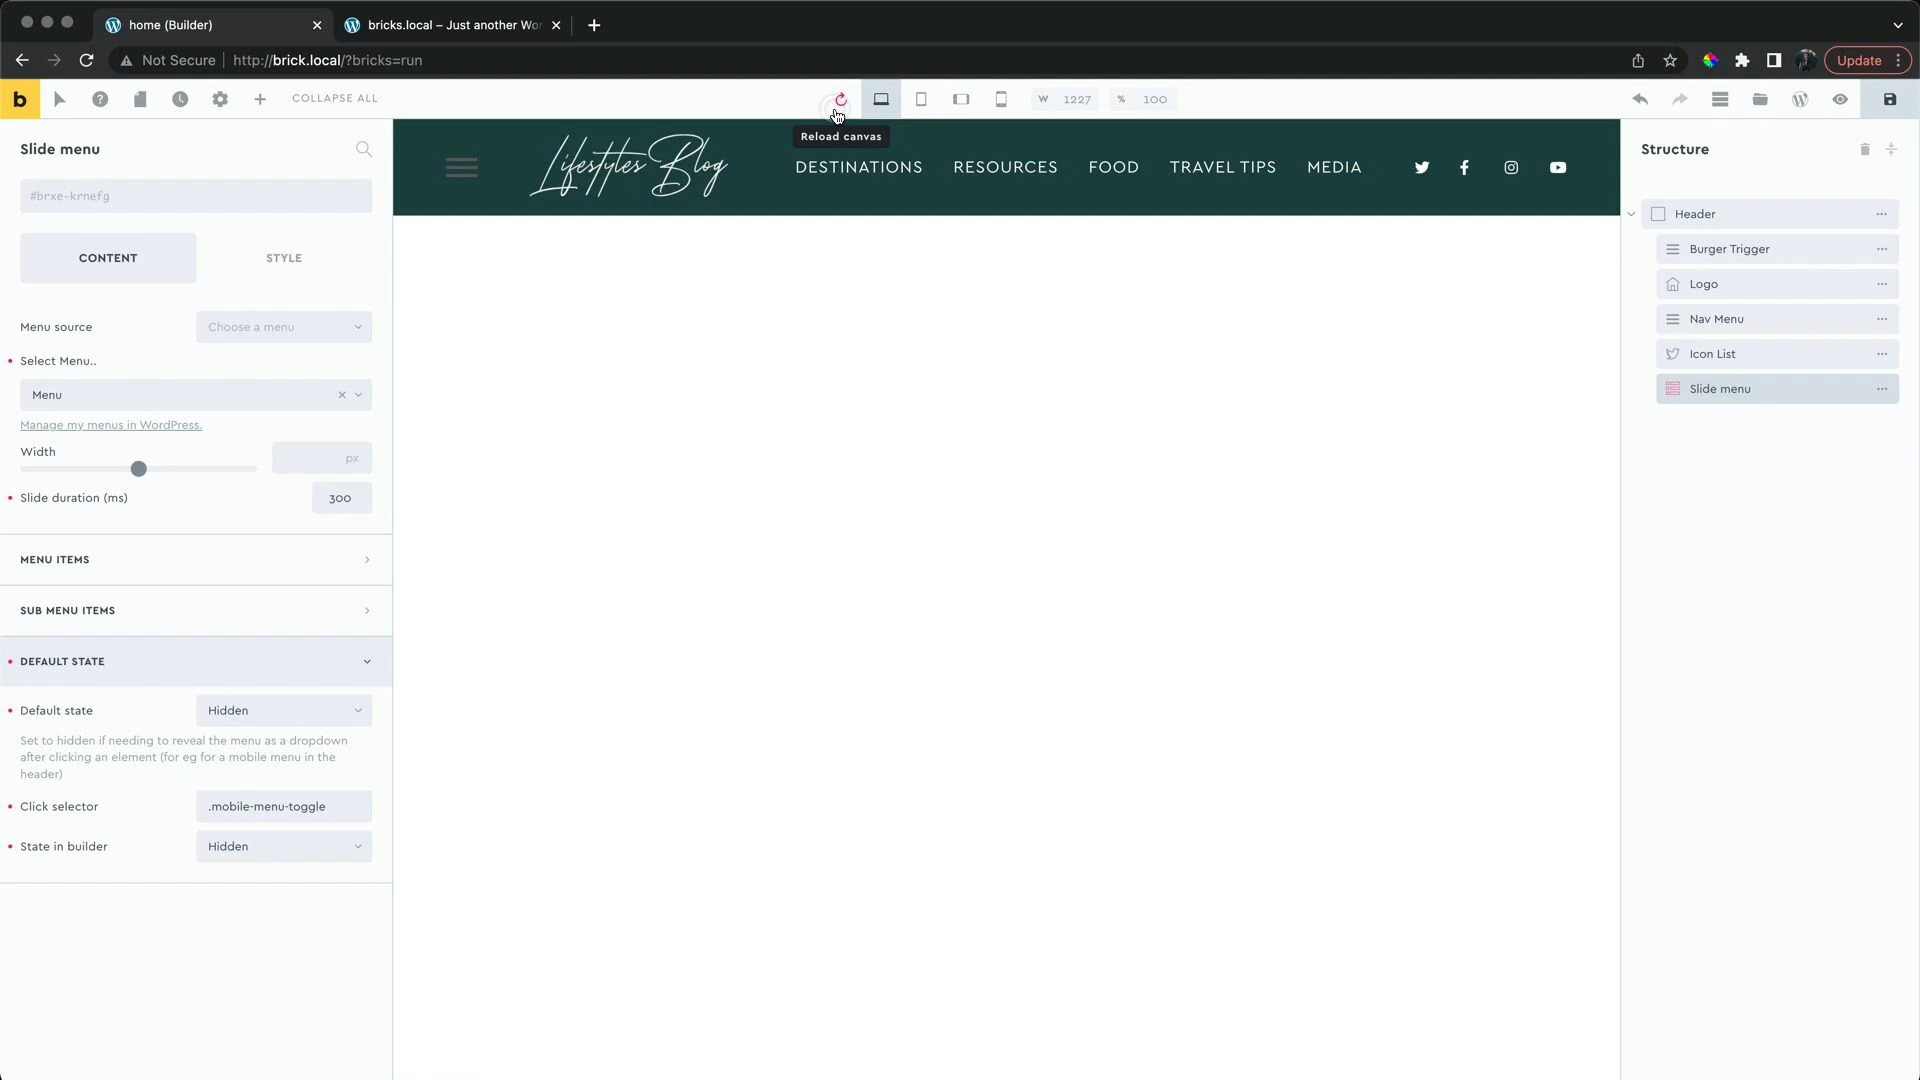 home (Builder)
bricks.local – Just another Wo
Not Secure
http://brick.local/?bricks=run
Update
b
COLLAPSE ALL
W 1227
% 100
Reload canvas
Slide menu
#brxe-krnefg
CONTENT
STYLE
Menu source
Choose a menu
Select Menu..
Menu
Manage my menus in WordPress.
Width
px
Slide duration (ms)
300
MENU ITEMS
SUB MENU ITEMS
DEFAULT STATE
Default state
Hidden
Set to hidden if needing to reveal the menu as a dropdown
after clicking an element (for eg for a mobile menu in the
header)
Click selector
.mobile-menu-toggle
State in builder
Hidden
Lifestyles Blog
DESTINATIONS
RESOURCES
FOOD
TRAVEL TIPS
MEDIA
Structure
Header
Burger Trigger
Logo
Nav Menu
Icon List
Slide menu